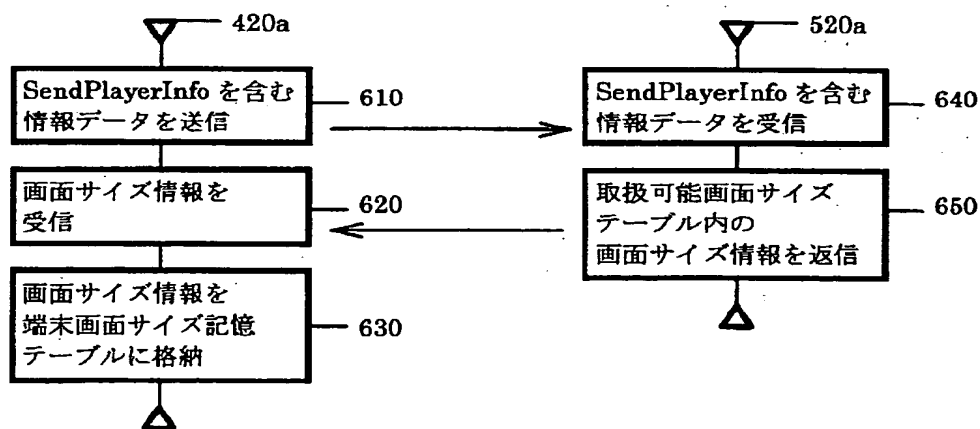 420a
SendPlayerInfo を含む
情報データを送信
610
画面サイズ情報を
受信
620
画面サイズ情報を
端末画面サイズ記憶
テーブルに格納
630
520a
SendPlayerInfo を含む
情報データを受信
640
取扱可能画面サイズ
テーブル内の
画面サイズ情報を返信
650